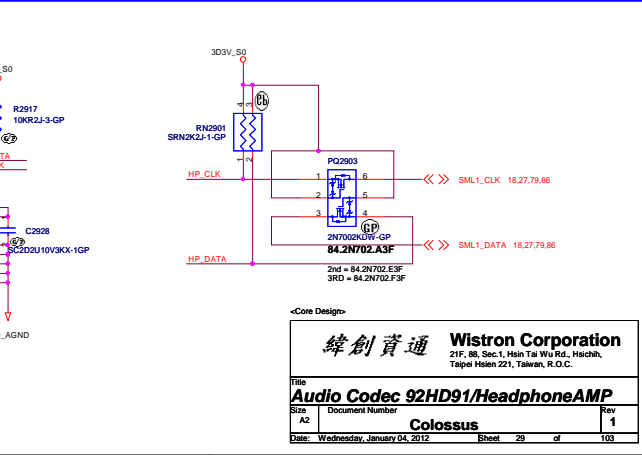 3D3V_S0
_S0
R2917
10KR2J-3-GP
TA
K
C2928
SC2D2U10V3KX-1GP
_AGND
4 3
RN2901
SRN2K2J-1-GP
1 2
HP_CLK
HP_DATA
PQ2903
1 6
2 5
3 4
GP
2N7002KDW-GP
84.2N702.A3F
2nd = 84.2N702.E3F
3RD = 84.2N702.F3F
SML1_CLK 18,27,79,86
SML1_DATA 18,27,79,86
<Core Design>
緯創資通
Wistron Corporation
21F, 88, Sec.1, Hsin Tai Wu Rd., Hsichih,
Taipei Hsien 221, Taiwan, R.O.C.
Title
Audio Codec 92HD91/HeadphoneAMP
Size Document Number Rev
A2 Colossus 1
Date: Wednesday, January 04, 2012 Sheet 29 of 103